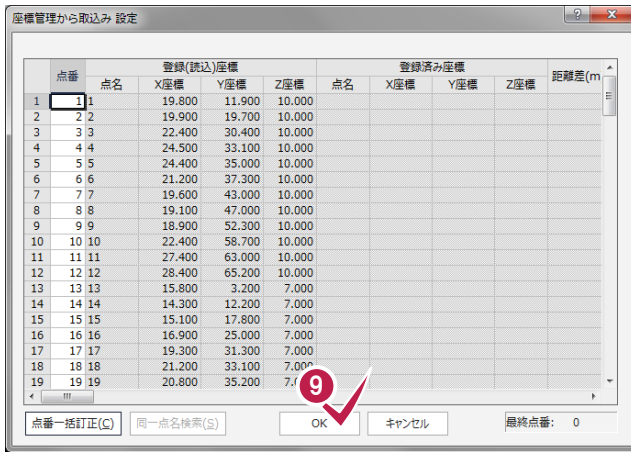 座標管理から取込み 設定
点番 登録(読込)座標 登録済み座標 距離差(m
点名 X座標 Y座標 Z座標 点名 X座標 Y座標 Z座標
1 1 1 19.800 11.900 10.000
2 2 2 19.900 19.700 10.000
3 3 3 22.400 30.400 10.000
4 4 4 24.500 33.100 10.000
5 5 5 24.400 35.000 10.000
6 6 6 21.200 37.300 10.000
7 7 7 19.600 43.000 10.000
8 8 8 19.100 47.000 10.000
9 9 9 18.900 52.300 10.000
10 10 10 22.400 58.700 10.000
11 11 11 27.400 63.000 10.000
12 12 12 28.400 65.200 10.000
13 13 13 15.800 3.200 7.000
14 14 14 14.300 12.200 7.000
15 15 15 15.100 17.800 7.000
16 16 16 16.900 25.000 7.000
17 17 17 19.300 31.300 7.000
18 18 18 21.200 33.100 7.000
19 19 19 20.800 35.200
9
点番一括訂正(C) 同一点名検索(S) OK キャンセル 最終点番: 0